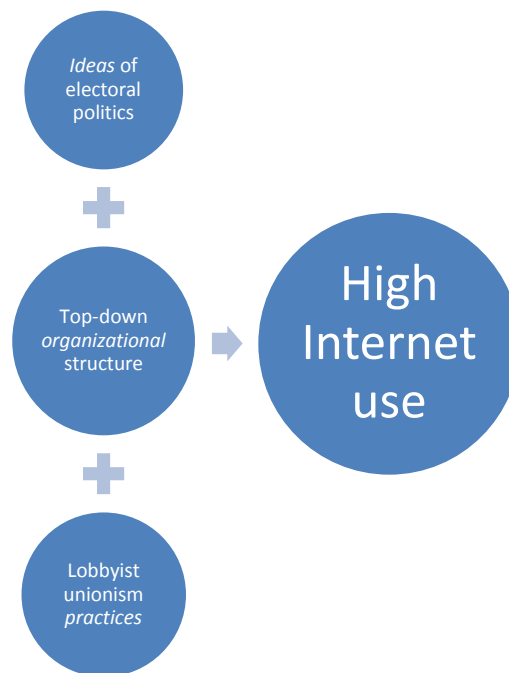 Ideas of
electoral
politics
Top-down
organizational
structure
High
Internet
use
Lobbyist
unionism
practices